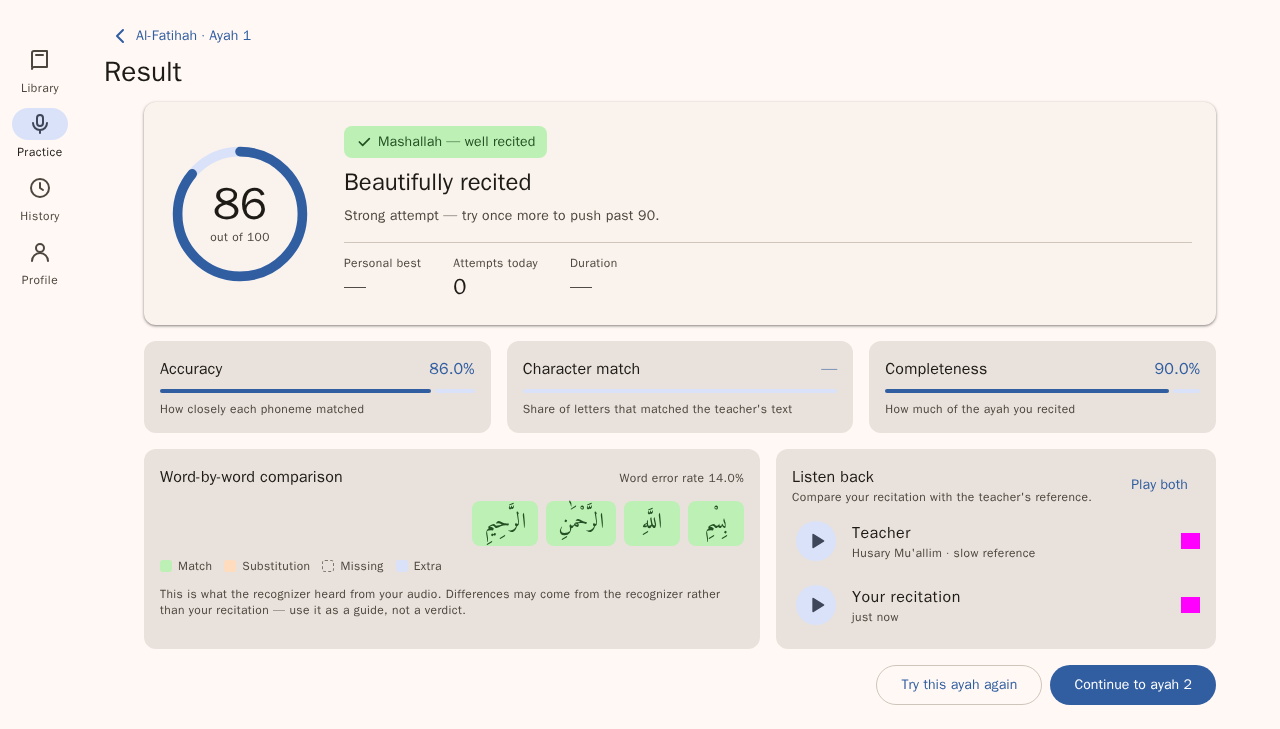 Al-Fatihah · Ayah 1
Result
Library
Practice
History
Profile
86
out of 100
Mashallah — well recited
Beautifully recited
Strong attempt — try once more to push past 90.
Personal best
—
Attempts today
0
Duration
—
Accuracy
86.0%
How closely each phoneme matched
Character match
—
Share of letters that matched the teacher's text
Completeness
90.0%
How much of the ayah you recited
Word-by-word comparison
Word error rate 14.0%
بِسْمِ اللَّهِ الرَّحْمَٰنِ الرَّحِيمِ
Match
Substitution
Missing
Extra
This is what the recognizer heard from your audio. Differences may come from the recognizer rather
than your recitation — use it as a guide, not a verdict.
Listen back
Compare your recitation with the teacher's reference.
Play both
Teacher
Husary Mu'allim · slow reference
Your recitation
just now
Try this ayah again
Continue to ayah 2